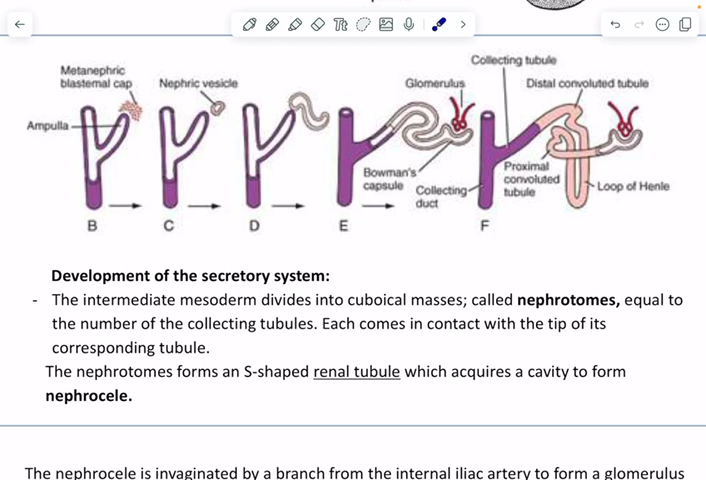 Collecting tubule
Metanephric
blastemal cap
Nephric vesicle
Glomerulus
Distal convoluted tubule
Ampulla
Bowman's
capsule
Collecting
duct
Proximal
convoluted
tubule
Loop of Henle
B
C
D
E
F
Development of the secretory system:
- The intermediate mesoderm divides into cuboical masses; called nephrotomes, equal to
the number of the collecting tubules. Each comes in contact with the tip of its
corresponding tubule.
The nephrotomes forms an S-shaped renal tubule which acquires a cavity to form
nephrocele.
The nephrocele is invaginated by a branch from the internal iliac artery to form a glomerulus